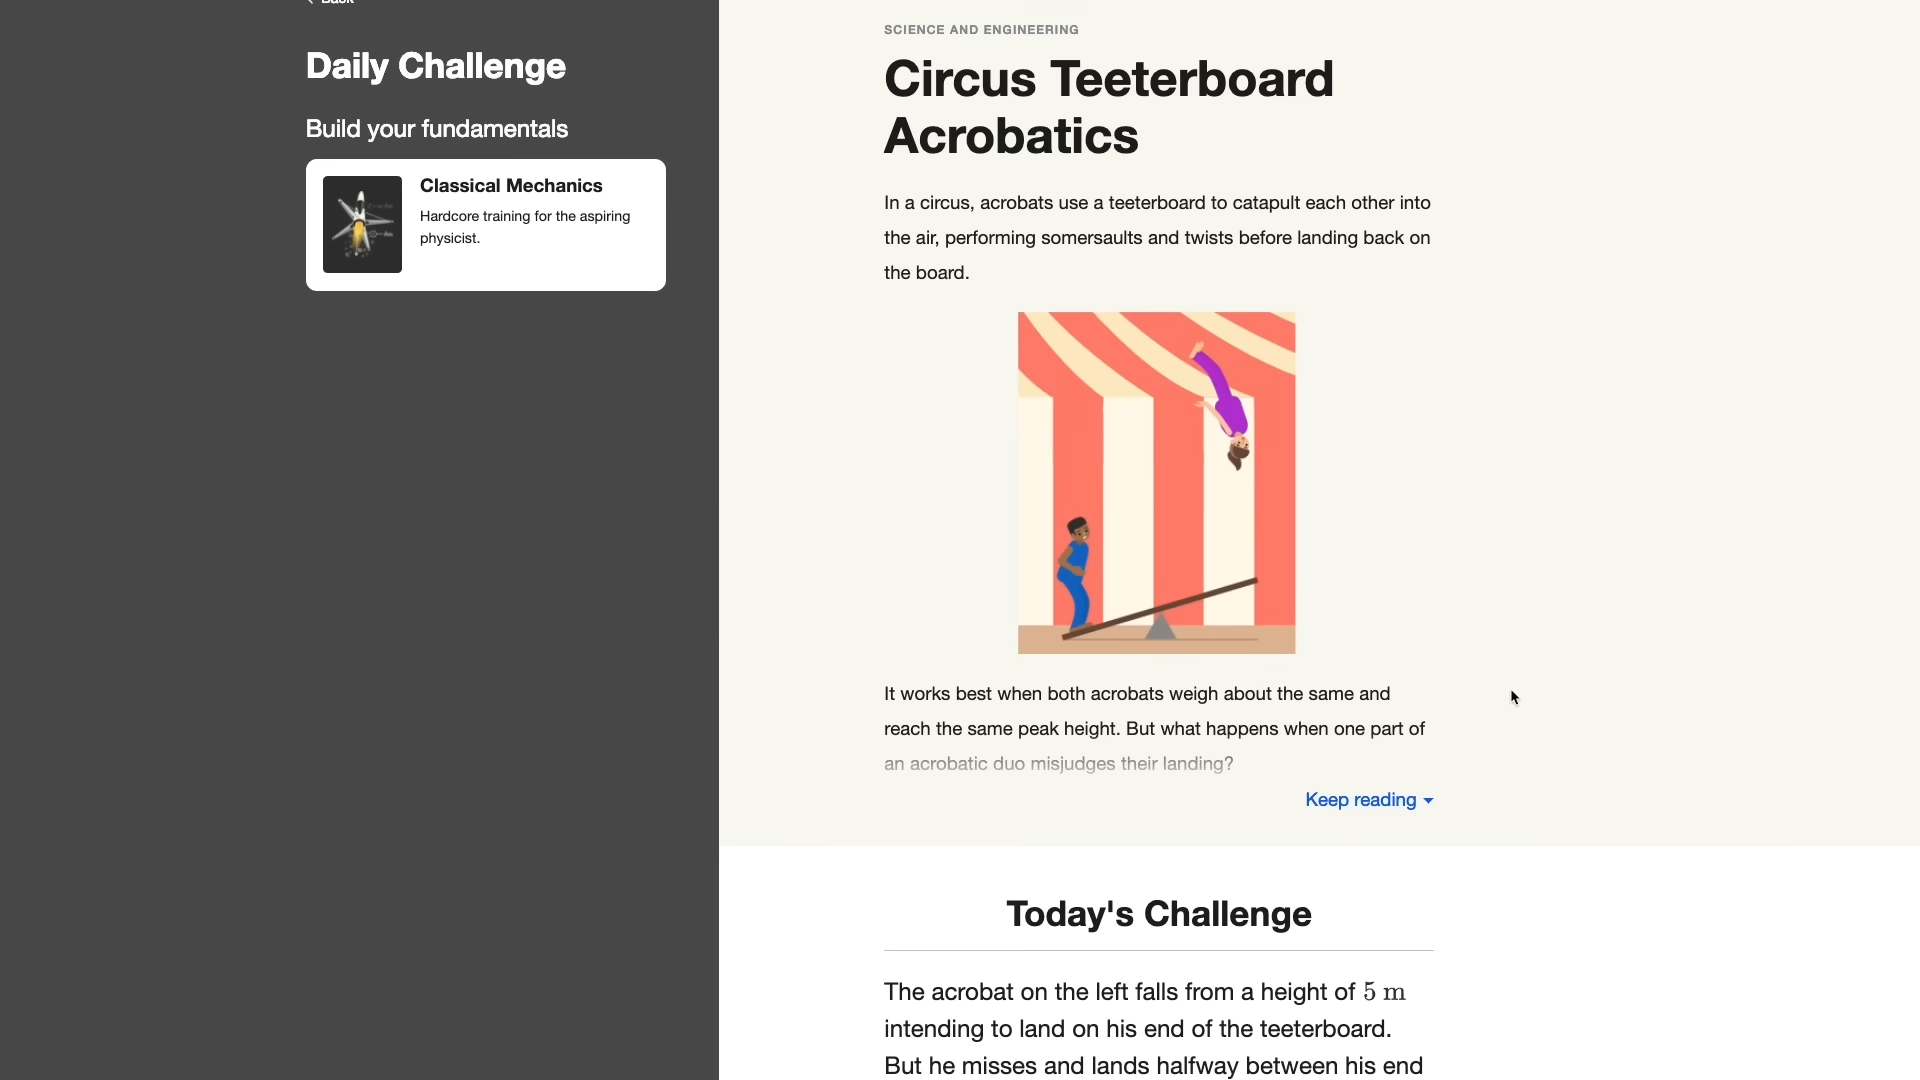 Back
Daily Challenge
Build your fundamentals
Classical Mechanics
Hardcore training for the aspiring
physicist.
SCIENCE AND ENGINEERING
Circus Teeterboard
Acrobatics
In a circus, acrobats use a teeterboard to catapult each other into
the air, performing somersaults and twists before landing back on
the board.
It works best when both acrobats weigh about the same and
reach the same peak height. But what happens when one part of
an acrobatic duo misjudges their landing?
Keep reading
Today's Challenge
The acrobat on the left falls from a height of 5 m
intending to land on his end of the teeterboard.
But he misses and lands halfway between his end